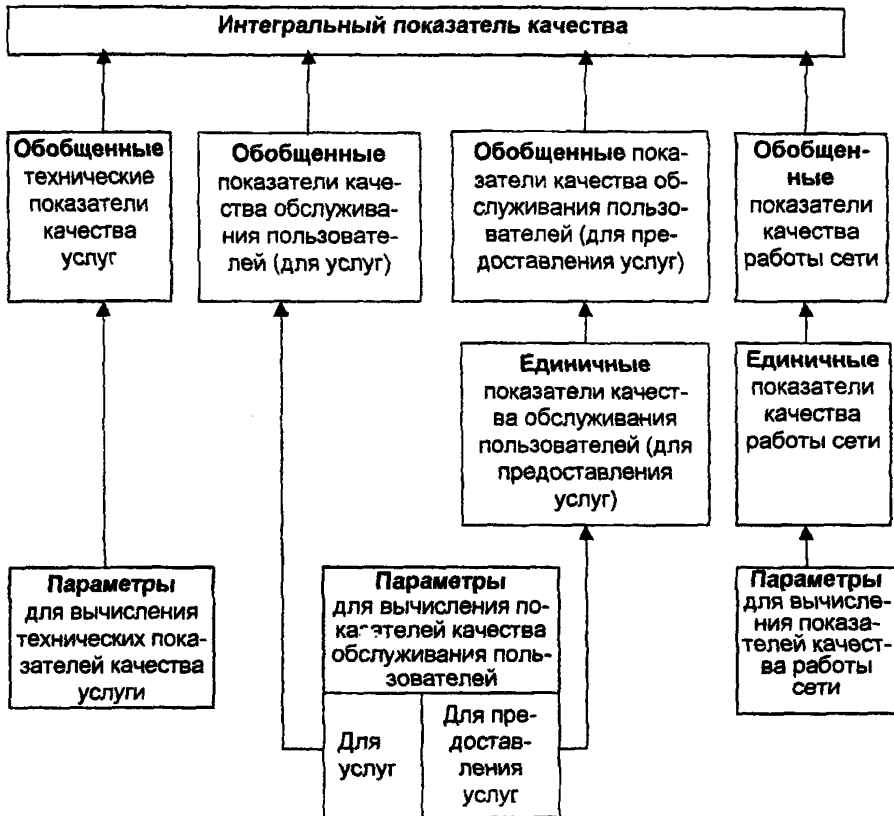 Интегральный показатель качества
Обобщенные
технические
показатели
качества
услуг
Обобщенные
показатели каче-
ства обслужива-
ния пользовате-
лей (для услуг)
Обобщенные пока-
затели качества об-
служивания пользо-
вателей (для пре-
доставления услуг)
Обобщен-
ные
показатели
качества
работы сети
Единичные
показатели качест-
ва обслуживания
пользователей (для
предоставления
услуг)
Единичные
показатели
качества
работы сети
Параметры
для вычисления
технических пока-
зателей качества
услуги
Параметры
для вычисления по-
казателей качества
обслуживания поль-
зователей
Для
услуг
Для пре-
достав-
ления
услуг
Параметры
для вычисле-
ния показа-
телей качест-
ва работы
сети